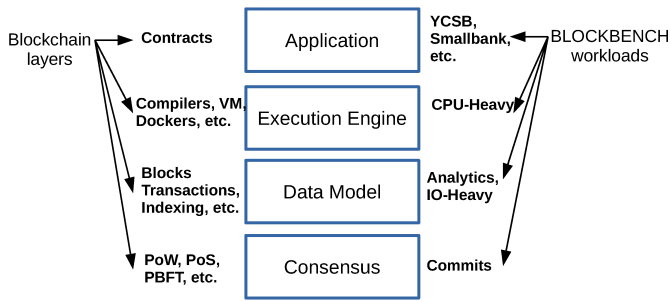 Blockchain
layers
Contracts
Application
YCSB,
Smallbank,
etc.
BLOCKBENCH
workloads
Compilers, VM,
Dockers, etc.
Execution Engine
CPU-Heavy
Blocks
Transactions,
Indexing, etc.
Data Model
Analytics,
IO-Heavy
PoW, PoS,
PBFT, etc.
Consensus
Commits